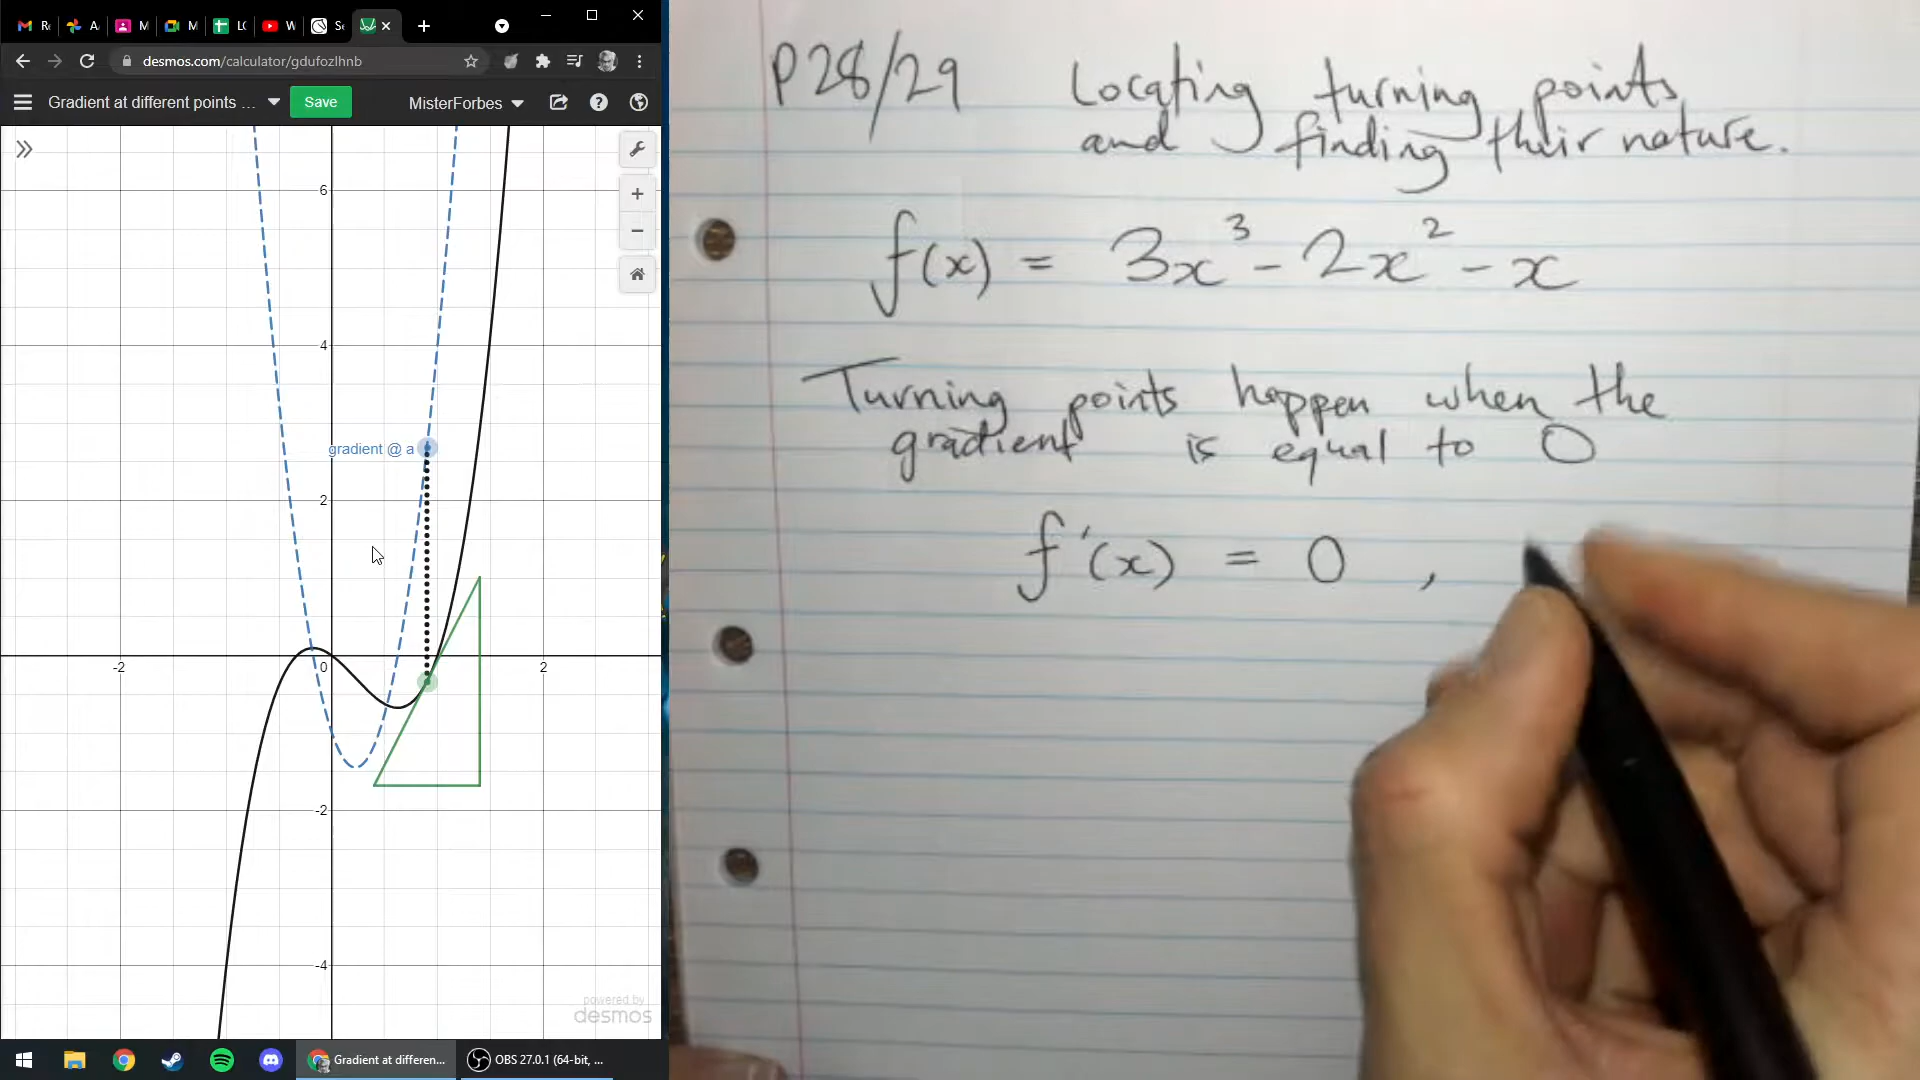 R
A
M
M
LC
W
Se
desmos.com/calculator/gdufozlhnb
Gradient at different points ...
Save
MisterForbes
6
4
gradient @ a
2
-2
0
2
-2
-4
powered by
desmos
Gradient at differen...
OBS 27.0.1 (64-bit, ...
P28/29 Locating turning points
and finding their nature.
f(x) = 3x³ - 2x² - x
Turning points happen when the
gradient is equal to 0
f'(x) = 0 ,